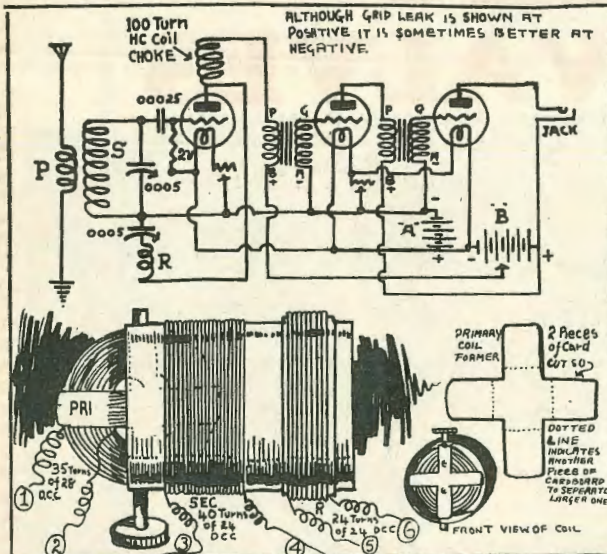 100 Turn
HC Coil
CHOKE
ALTHOUGH GRID LEAK IS SHOWN AT
POSITIVE IT IS SOMETIMES BETTER AT
NEGATIVE
.00025
P
S
.0005
2Ω
.0005
R
P
G
B+
A-
P
G
B+
A-
JACK
"A"
-
+
"B"
-
+
PRI
35 Turns
of 28
D.C.C
1
2
3
SEC
40 Turns
of 24
DCC
4
R
24 Turns
of 24 DCC
5
6
PRIMARY
COIL
FORMER
2 Pieces
of Card
CUT SO
DOTTED
LINE
INDICATES
ANOTHER
PIECE OF
CARDBOARD
TO SEPERATE
LARGER ONE
FRONT VIEW OF COIL